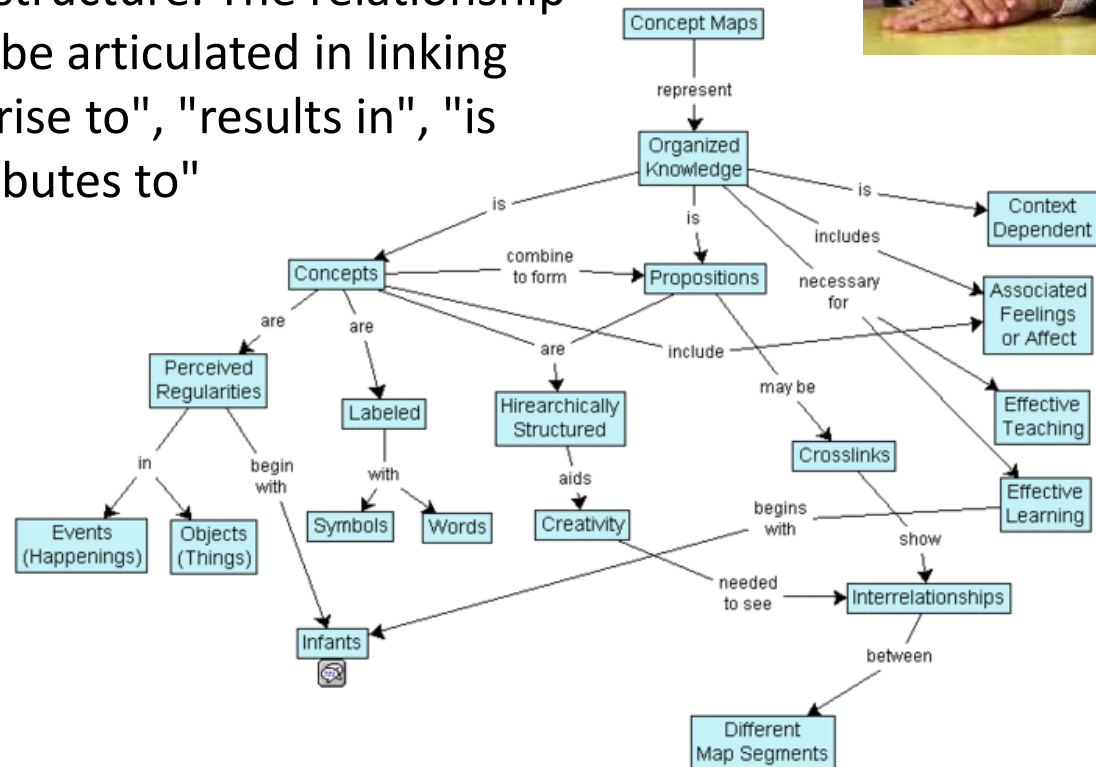 structure. The relationship
be articulated in linking
rise to", "results in", "is
butes to"
Concept Maps
represent
Organized
Knowledge
is
is
is
includes
necessary
for
Context
Dependent
Concepts
combine
to form
Propositions
Associated
Feelings
or Affect
are
are
are
include
may be
Perceived
Regularities
Labeled
Hirearchically
Structured
Effective
Teaching
Crosslinks
in
begin
with
with
aids
Effective
Learning
begins
with
Events
(Happenings)
Objects
(Things)
Symbols
Words
Creativity
show
needed
to see
Interrelationships
Infants
between
Different
Map Segments